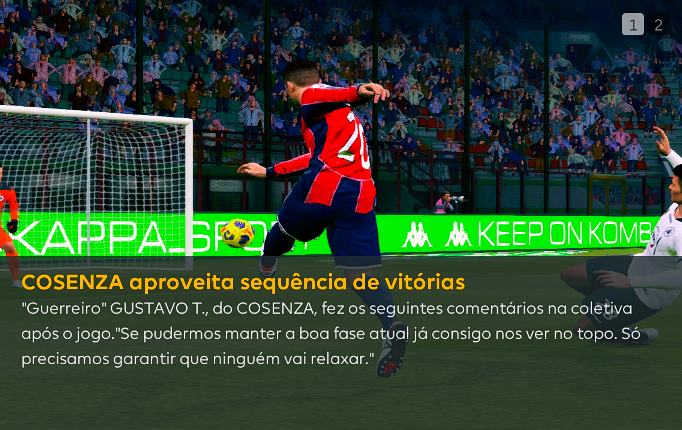 1 2
20
KAPPA_SPORT
KEEP ON KOMB
COSENZA aproveita sequência de vitórias
"Guerreiro" GUSTAVO T., do COSENZA, fez os seguintes comentários na coletiva
após o jogo."Se pudermos manter a boa fase atual já consigo nos ver no topo. Só
precisamos garantir que ninguém vai relaxar."